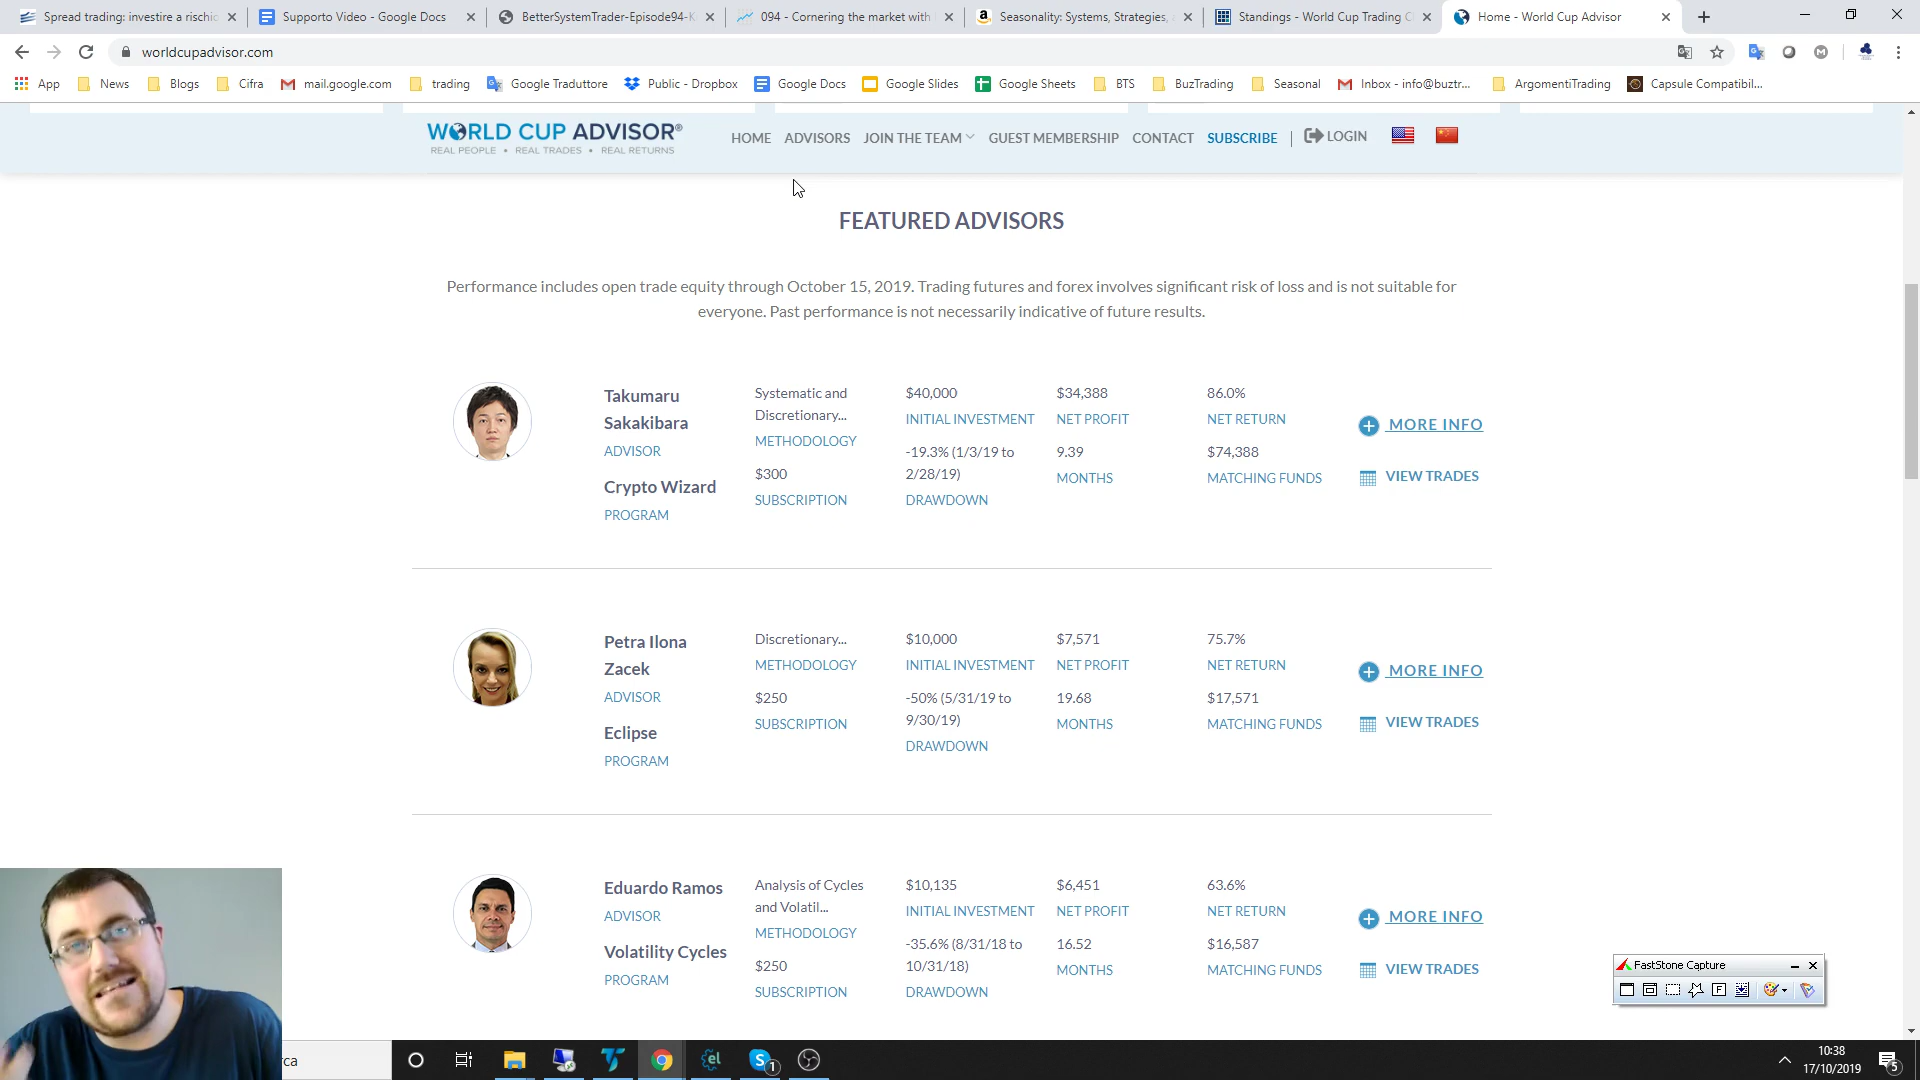 Spread trading: investire a rischio
Supporto Video - Google Docs
BetterSystemTrader-Episode94-K
094 - Cornering the market with
Seasonality: Systems, Strategies,
Standings - World Cup Trading C
Home - World Cup Advisor
worldcupadvisor.com
App
News
Blogs
Cifra
mail.google.com
trading
Google Traduttore
Public - Dropbox
Google Docs
Google Slides
Google Sheets
BTS
BuzTrading
Seasonal
Inbox - info@buztr...
ArgomentiTrading
Capsule Compatibil...
WORLD CUP ADVISOR®
REAL PEOPLE • REAL TRADES • REAL RETURNS
HOME
ADVISORS
JOIN THE TEAM
GUEST MEMBERSHIP
CONTACT
SUBSCRIBE
|
LOGIN
FEATURED ADVISORS
Performance includes open trade equity through October 15, 2019. Trading futures and forex involves significant risk of loss and is not suitable for
everyone. Past performance is not necessarily indicative of future results.
Takumaru
Sakakibara
ADVISOR
Crypto Wizard
PROGRAM
Systematic and
Discretionary...
METHODOLOGY
$300
SUBSCRIPTION
$40,000
INITIAL INVESTMENT
-19.3% (1/3/19 to
2/28/19)
DRAWDOWN
$34,388
NET PROFIT
9.39
MONTHS
86.0%
NET RETURN
$74,388
MATCHING FUNDS
MORE INFO
VIEW TRADES
Petra Ilona
Zacek
ADVISOR
Eclipse
PROGRAM
Discretionary...
METHODOLOGY
$250
SUBSCRIPTION
$10,000
INITIAL INVESTMENT
-50% (5/31/19 to
9/30/19)
DRAWDOWN
$7,571
NET PROFIT
19.68
MONTHS
75.7%
NET RETURN
$17,571
MATCHING FUNDS
MORE INFO
VIEW TRADES
Eduardo Ramos
ADVISOR
Volatility Cycles
PROGRAM
Analysis of Cycles
and Volatil...
METHODOLOGY
$250
SUBSCRIPTION
$10,135
INITIAL INVESTMENT
-35.6% (8/31/18 to
10/31/18)
DRAWDOWN
$6,451
NET PROFIT
16.52
MONTHS
63.6%
NET RETURN
$16,587
MATCHING FUNDS
MORE INFO
VIEW TRADES
FastStone Capture
rca
10:38
17/10/2019
5